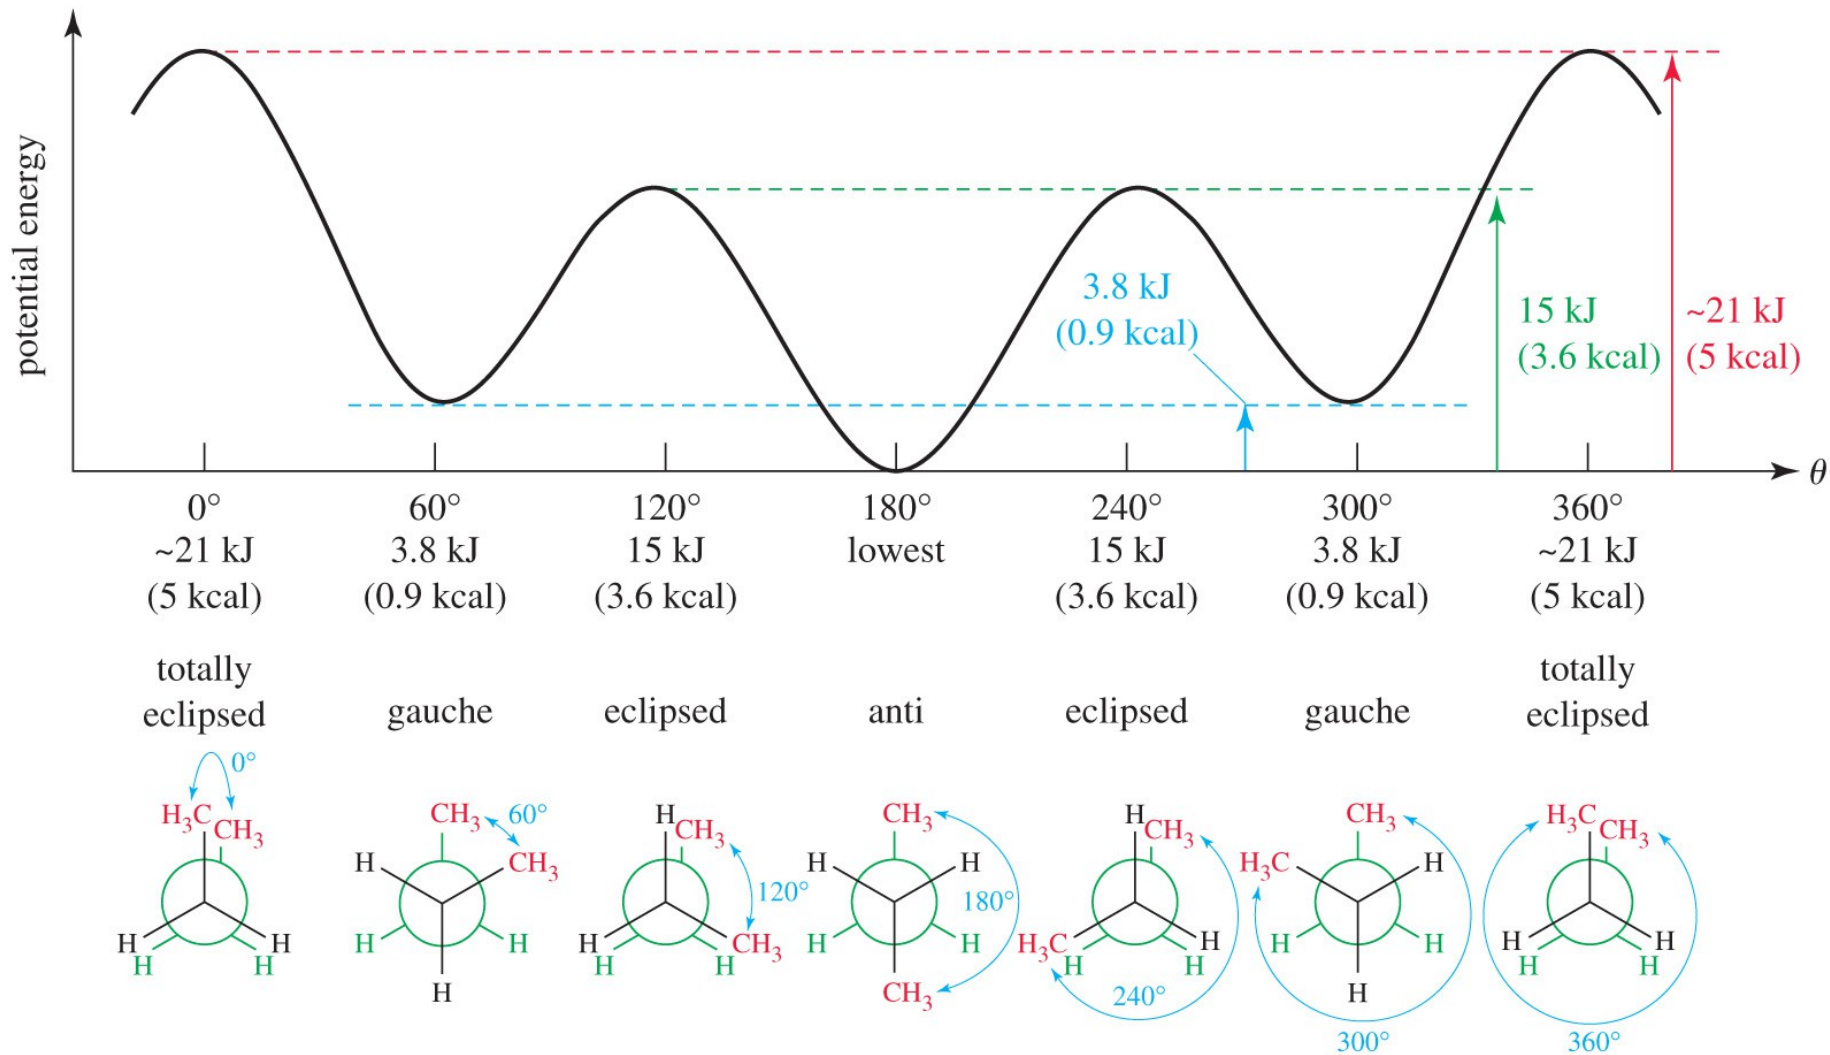 potential energy
3.8 kJ
(0.9 kcal)
15 kJ
(3.6 kcal)
~21 kJ
(5 kcal)
θ
0° 60° 120° 180° 240° 300° 360°
~21 kJ 3.8 kJ 15 kJ lowest 15 kJ 3.8 kJ ~21 kJ
(5 kcal) (0.9 kcal) (3.6 kcal) (3.6 kcal) (0.9 kcal) (5 kcal)
totally totally
eclipsed gauche eclipsed anti eclipsed gauche eclipsed
0°
H₃C
CH₃
H
H
H
H
CH₃
60°
H
CH₃
H
H
H
H
CH₃
120°
H
CH₃
H
H
CH₃
H
H
180°
H
H
CH₃
H
CH₃
H₃C
H
H
H
240°
CH₃
H₃C
H
H
H
H
300°
H₃C
CH₃
H
H
H
H
360°